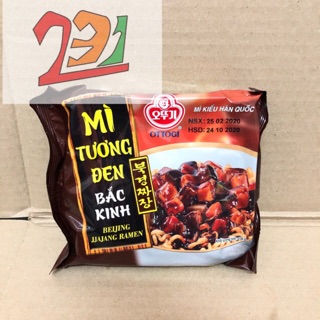 231
오뚜기
OTTOGI
MÌ KIỂU HÀN QUỐC
NSX: 25 02 2020
HSD: 24 10 2020
MÌ
TƯƠNG
ĐEN
BẮC
KINH
북경짜장
BEIJING
JJAJANG RAMEN